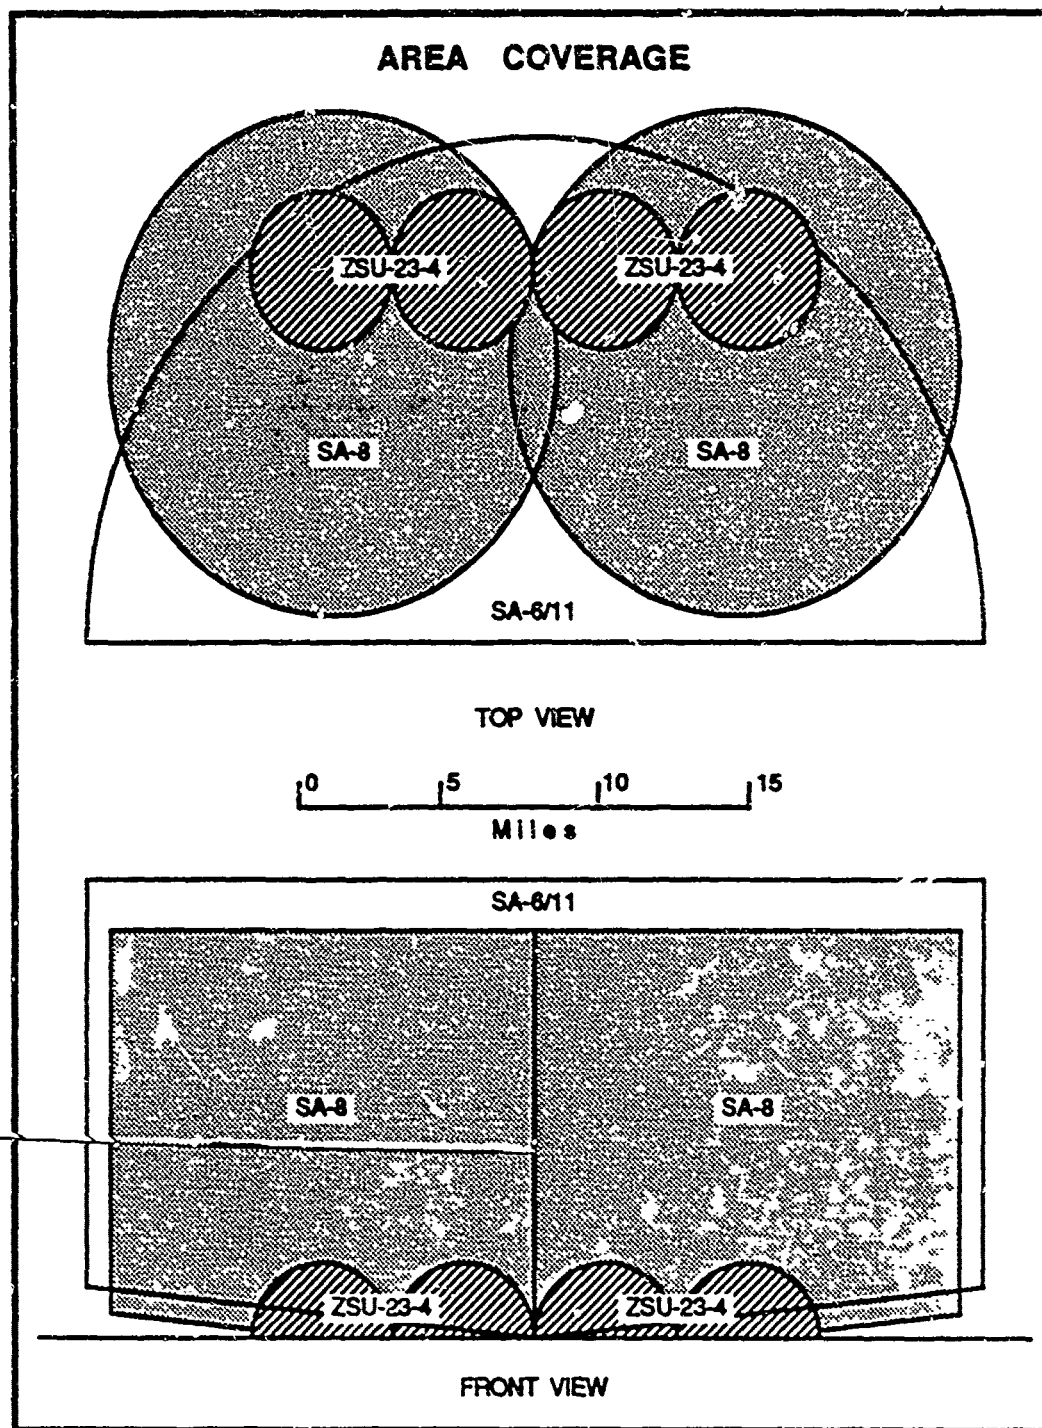 AREA COVERAGE
ZSU-23-4 ZSU-23-4
SA-8 SA-8
SA-6/11
TOP VIEW
0 5 10 15
Miles
SA-6/11
SA-8 SA-8
ZSU-23-4 ZSU-23-4
FRONT VIEW